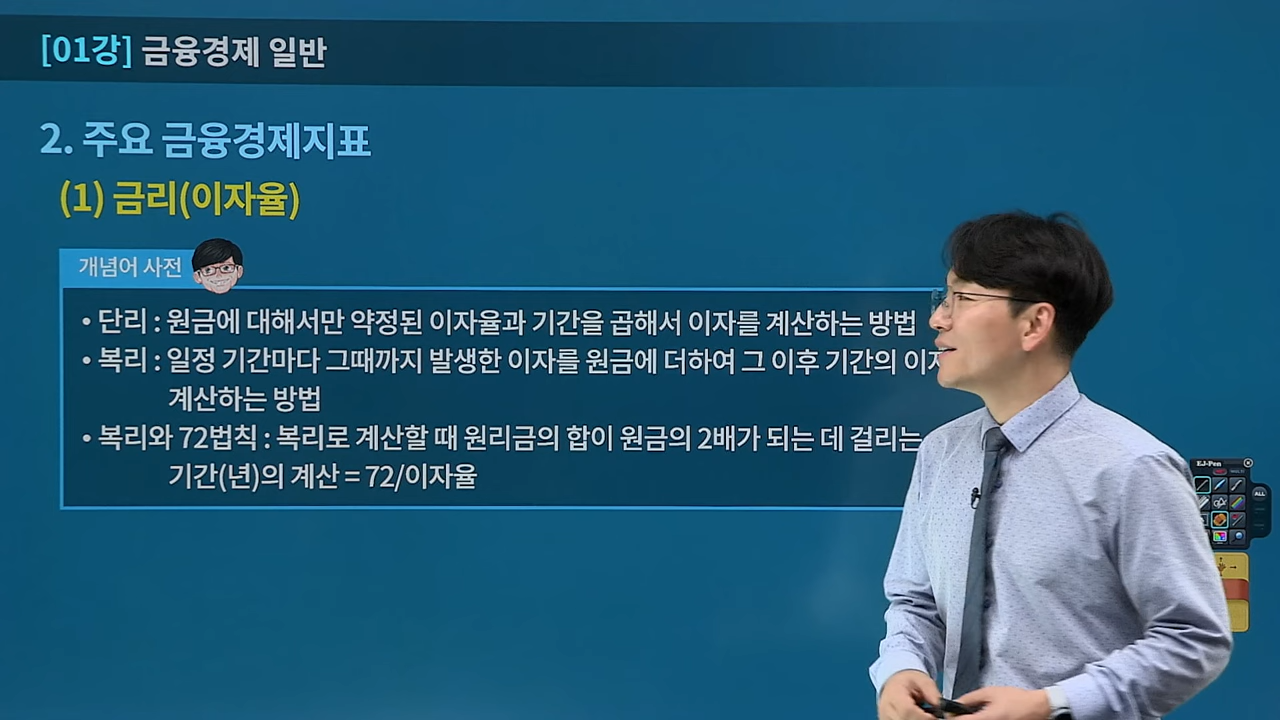 [01강] 금융경제 일반
2. 주요 금융경제지표
(1) 금리(이자율)
개념어 사전
• 단리 : 원금에 대해서만 약정된 이자율과 기간을 곱해서 이자를 계산하는 방법
• 복리 : 일정 기간마다 그때까지 발생한 이자를 원금에 더하여 그 이후 기간의
계산하는 방법
• 복리와 72법칙 : 복리로 계산할 때 원리금의 합이 원금의 2배가 되는 데 걸리는
기간(년)의 계산 = 72/이자율
EJ-Pen
ALL